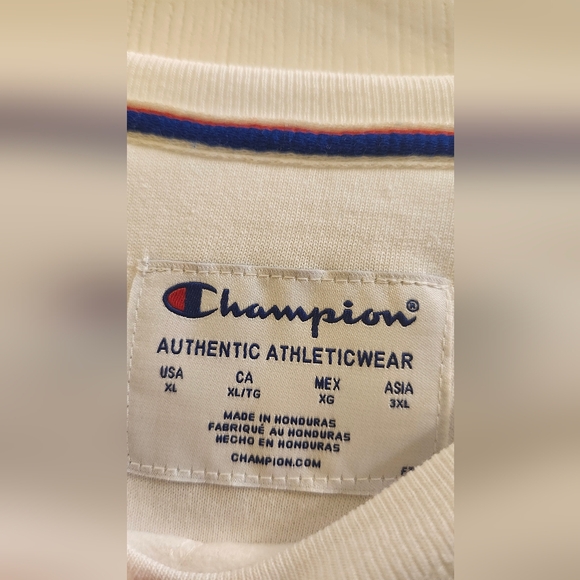 Champion®
AUTHENTIC ATHLETICWEAR
USA CA MEX ASIA
XL XL/TG XG 3XL
MADE IN HONDURAS
FABRIQUÉ AU HONDURAS
HECHO EN HONDURAS
CHAMPION.COM